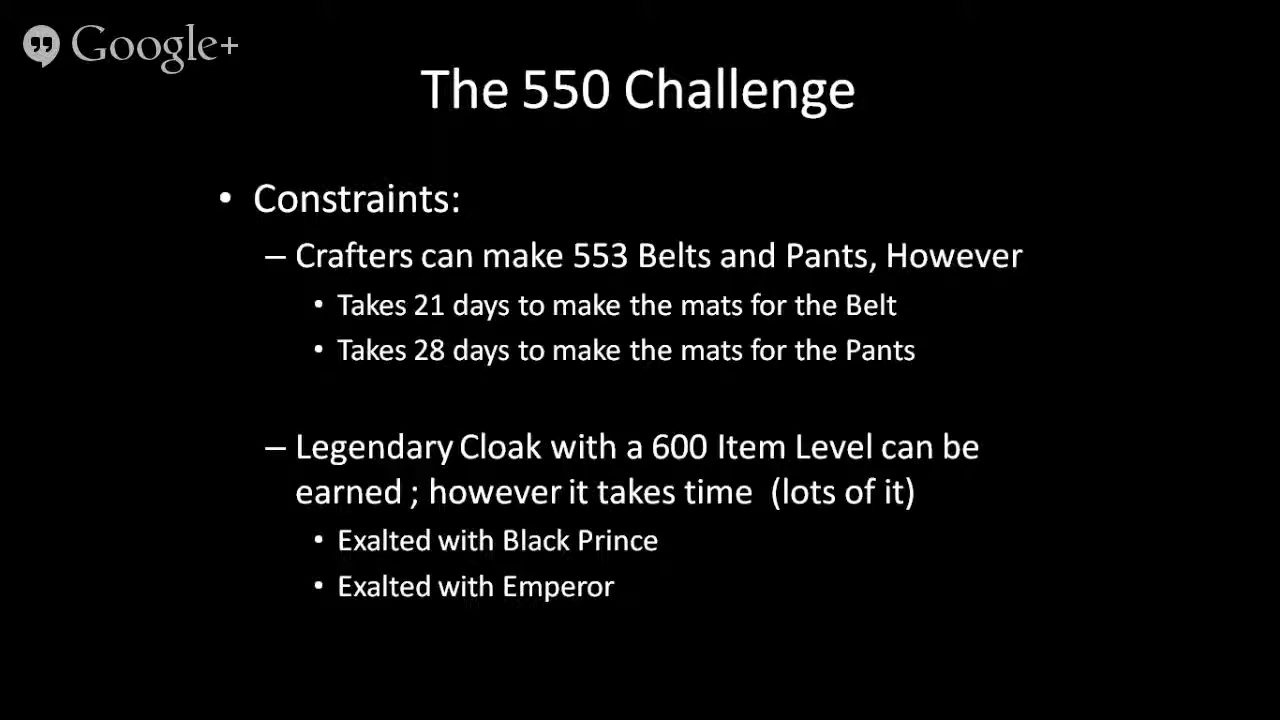 Google+
The 550 Challenge
• Constraints:
– Crafters can make 553 Belts and Pants, However
• Takes 21 days to make the mats for the Belt
• Takes 28 days to make the mats for the Pants
– Legendary Cloak with a 600 Item Level can be
earned ; however it takes time (lots of it)
• Exalted with Black Prince
• Exalted with Emperor